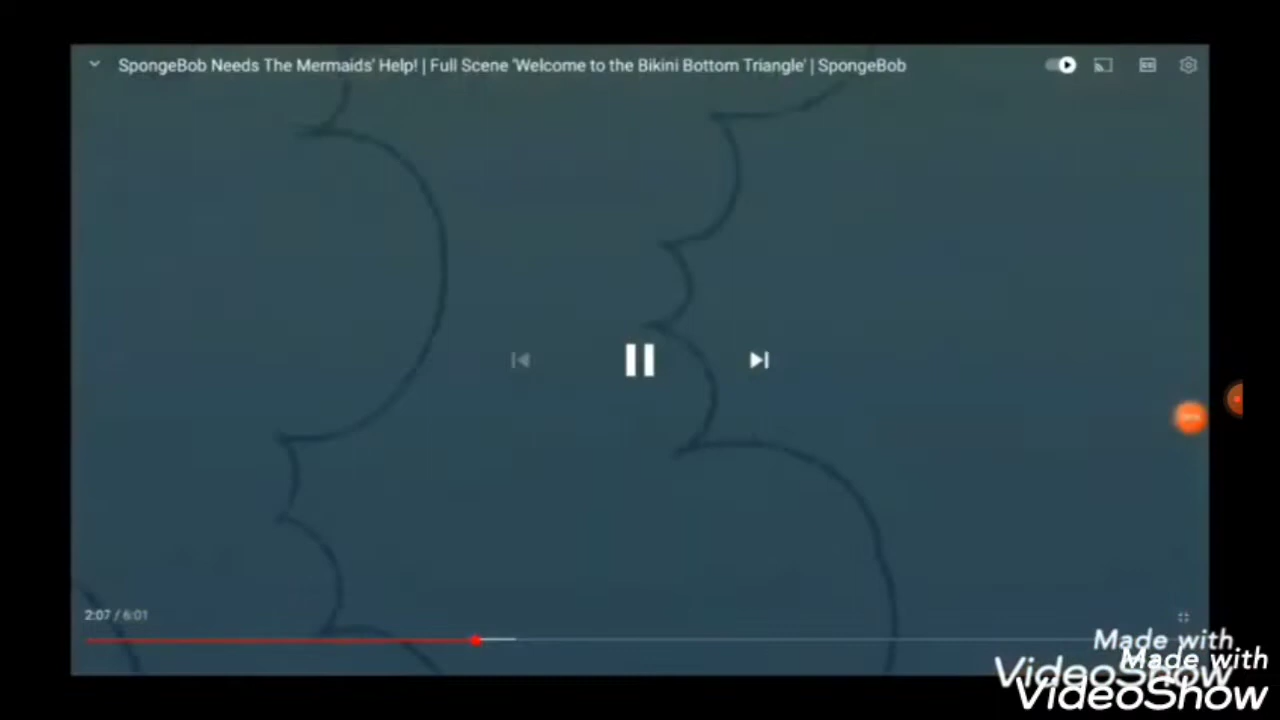 SpongeBob Needs The Mermaids' Help! | Full Scene 'Welcome to the Bikini Bottom Triangle' | SpongeBob
2:07 / 6:01
Made with
VideoShow
Made with
VideoShow